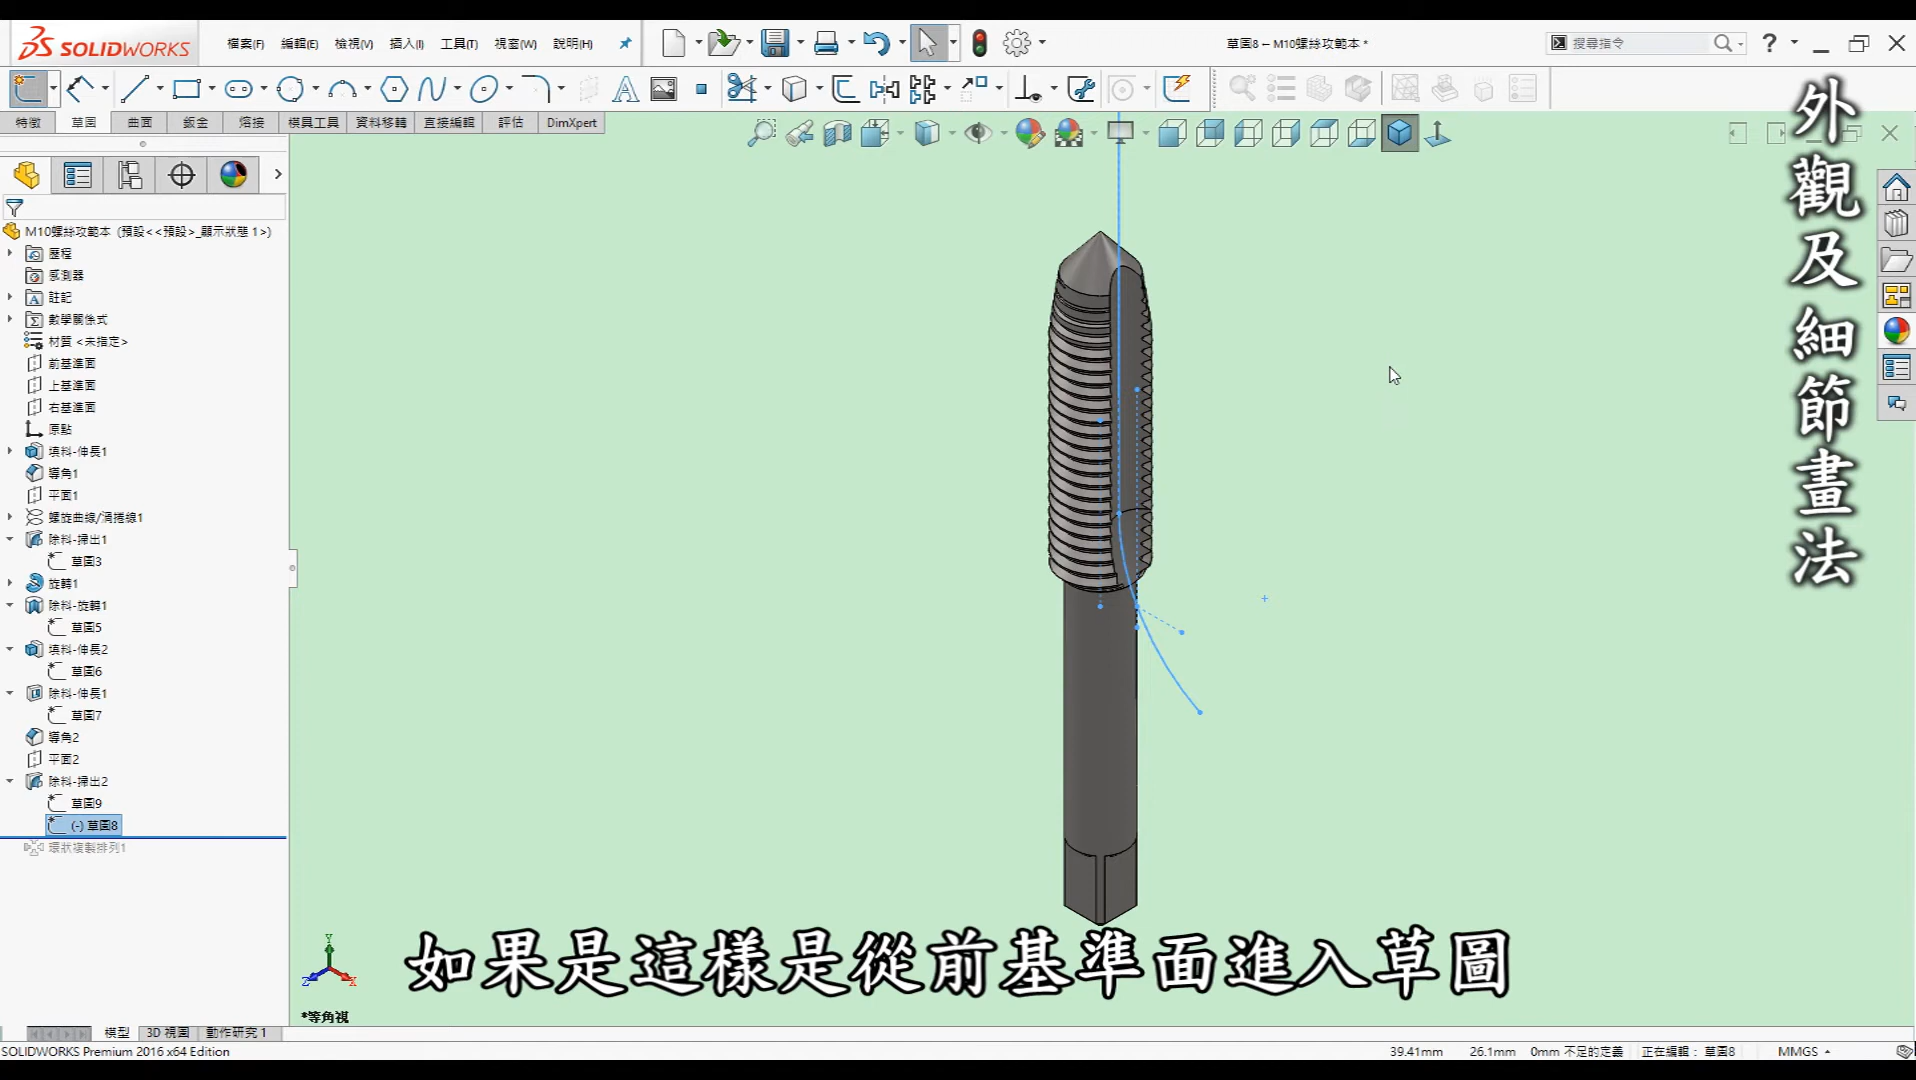 SOLIDWORKS
檔案(F) 編輯(E) 檢視(V) 插入(I) 工具(T) 視窗(W) 說明(H)
草圖8 – M10螺絲攻範本 *
搜尋指令
特徵 草圖 曲面 鈑金 熔接 模具工具 資料移轉 直接編輯 評估 DimXpert
M10螺絲攻範本 (預設<<預設>_顯示狀態 1>)
歷程
感測器
註記
數學關係式
材質 <未指定>
前基準面
上基準面
右基準面
原點
填料-伸長1
導角1
平面1
螺旋曲線/渦捲線1
除料-掃出1
草圖3
旋轉1
除料-旋轉1
草圖5
填料-伸長2
草圖6
除料-伸長1
草圖7
導角2
平面2
除料-掃出2
草圖9
(-) 草圖8
環狀複製排列1
外觀及細節畫法
Y
Z
X
如果是這樣是從前基準面進入草圖
*等角視
模型 3D 視圖 動作研究 1
SOLIDWORKS Premium 2016 x64 Edition
39.41mm 26.1mm 0mm 不足的定義 正在編輯： 草圖8 MMGS